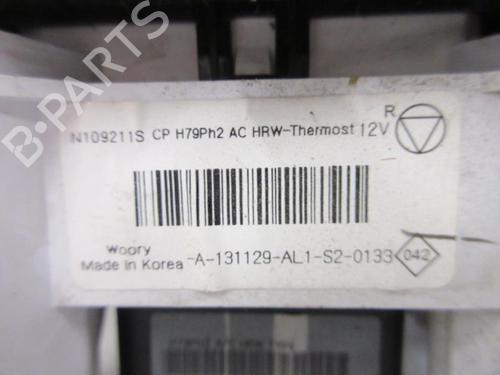 B-PARTS
N109211S CP H79Ph2 AC HRW-Thermost 12V R
Woory
Made in Korea -A-131129-AL1-S2-0133 042